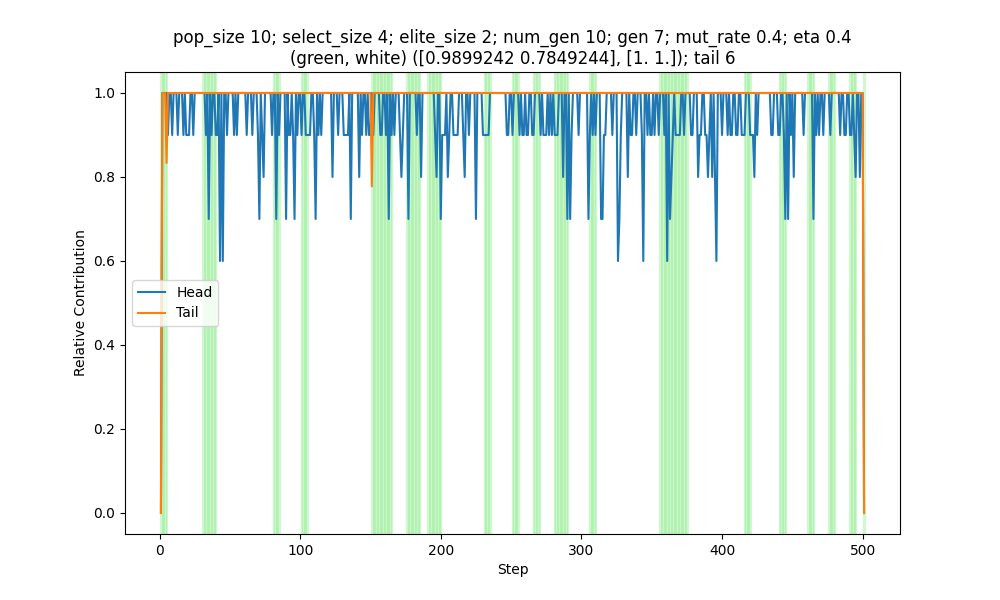 pop_size 10; select_size 4; elite_size 2; num_gen 10; gen 7; mut_rate 0.4; eta 0.4
(green, white) ([0.9899242 0.7849244], [1. 1.]); tail 6
1.0
0.8
0.6
0.4
0.2
0.0
Relative Contribution
Head
Tail
0
100
200
300
400
500
Step